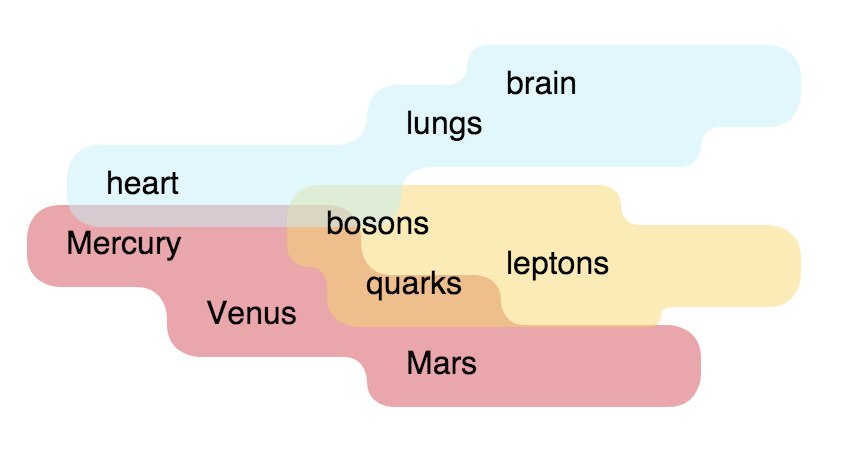 brain
lungs
heart
bosons
Mercury
leptons
quarks
Venus
Mars